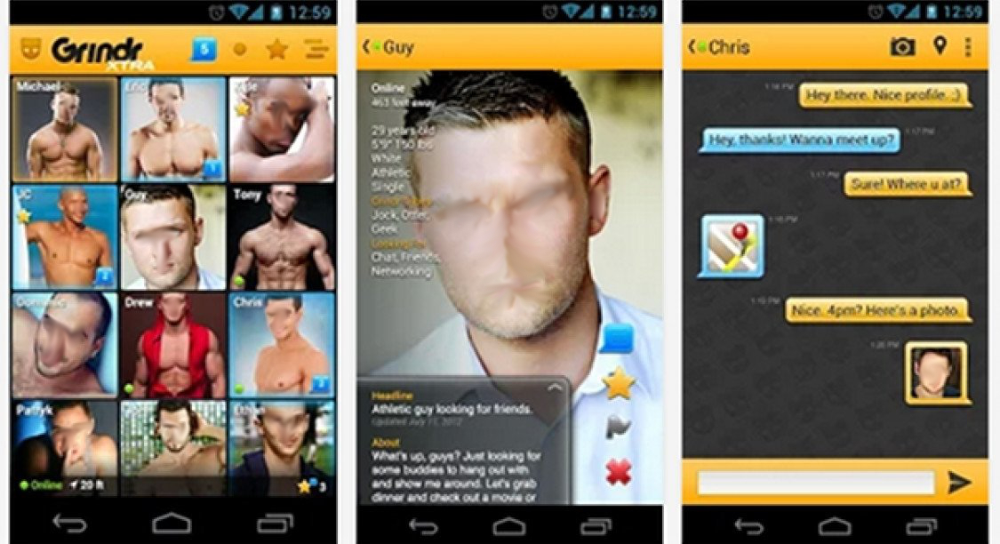 12:59
Grindr
XTRA
5
Michael
Eric
Kyle
1
JC
Guy
Tony
2
Dominic
Drew
Chris
3
Patryk
Ethan
Online
20 ft
3
12:59
Guy
Online
463 feet away
29 years old
5'9" 150 lbs
White
Athletic
Single
Grindr Tribes
Jock, Otter,
Geek
Looking for
Chat, Friends,
Networking
Headline
Athletic guy looking for friends.
Updated July 11, 2012
About
What's up, guys? Just looking for
some buddies to hang out with
and show me around. Let's grab
dinner and check out a movie or
12:59
Chris
1:16 PM
Hey there. Nice profile. :)
Hey, thanks! Wanna meet up?
1:17 PM
1:17 PM
Sure! Where u at?
1:18 PM
1:19 PM
Nice. 4pm? Here's a photo.
1:20 PM